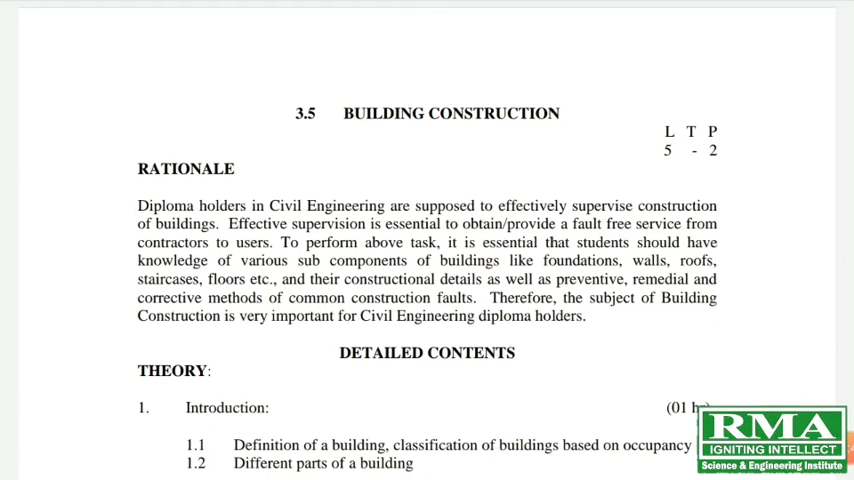 3.5 BUILDING CONSTRUCTION
L T P
5 - 2
RATIONALE
Diploma holders in Civil Engineering are supposed to effectively supervise construction
of buildings. Effective supervision is essential to obtain/provide a fault free service from
contractors to users. To perform above task, it is essential that students should have
knowledge of various sub components of buildings like foundations, walls, roofs,
staircases, floors etc., and their constructional details as well as preventive, remedial and
corrective methods of common construction faults. Therefore, the subject of Building
Construction is very important for Civil Engineering diploma holders.
DETAILED CONTENTS
THEORY:
1. Introduction: (01
1.1 Definition of a building, classification of buildings based on occupancy
1.2 Different parts of a building
RMA
IGNITING INTELLECT
Science & Engineering Institute